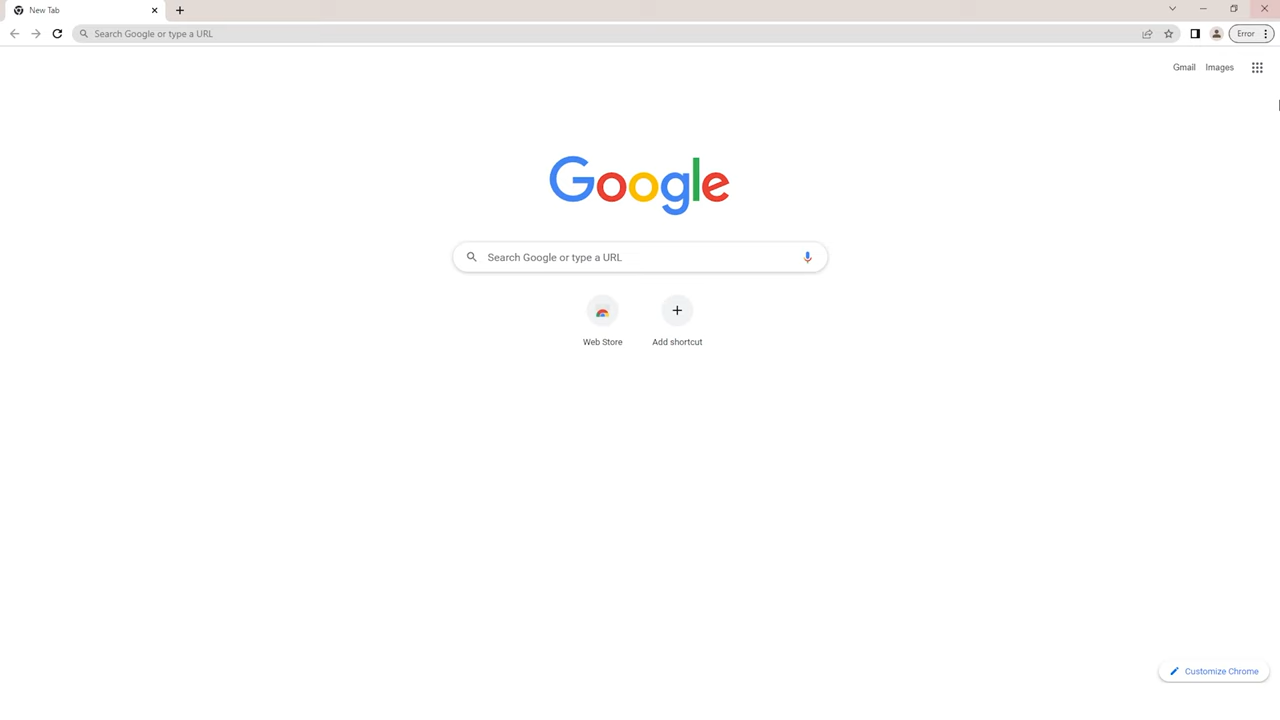 New Tab
Search Google or type a URL
Error
Gmail Images
Google
Search Google or type a URL
Web Store Add shortcut
Customize Chrome